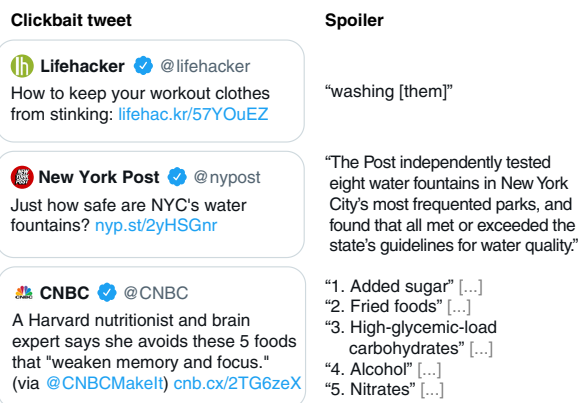 Clickbait tweet
Spoiler
Lifehacker @lifehacker
How to keep your workout clothes
from stinking: lifehac.kr/57YOuEZ
“washing [them]”
NEW YORK POST
New York Post @nypost
Just how safe are NYC's water
fountains? nyp.st/2yHSGnr
“The Post independently tested
eight water fountains in New York
City’s most frequented parks, and
found that all met or exceeded the
state’s guidelines for water quality.”
CNBC
CNBC @CNBC
A Harvard nutritionist and brain
expert says she avoids these 5 foods
that "weaken memory and focus."
(via @CNBCMakeIt) cnb.cx/2TG6zeX
“1. Added sugar” [...]
“2. Fried foods” [...]
“3. High-glycemic-load
carbohydrates” [...]
“4. Alcohol” [...]
“5. Nitrates” [...]